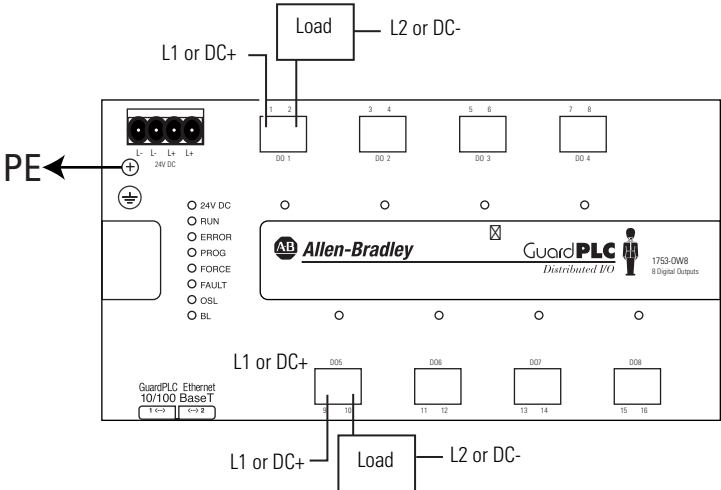 Load
L2 or DC-
L1 or DC+
1 2
3 4
5 6
7 8
L- L- L+ L+
24V DC
DO 1
DO 2
DO 3
DO 4
PE
24V DC
RUN
ERROR
PROG
FORCE
FAULT
OSL
BL
AB Allen-Bradley
GuardPLC
Distributed I/O
1753-OW8
8 Digital Outputs
L1 or DC+
DO5
DO6
DO7
DO8
GuardPLC Ethernet
10/100 BaseT
1 <··>
<··> 2
9 10
11 12
13 14
15 16
L1 or DC+
Load
L2 or DC-